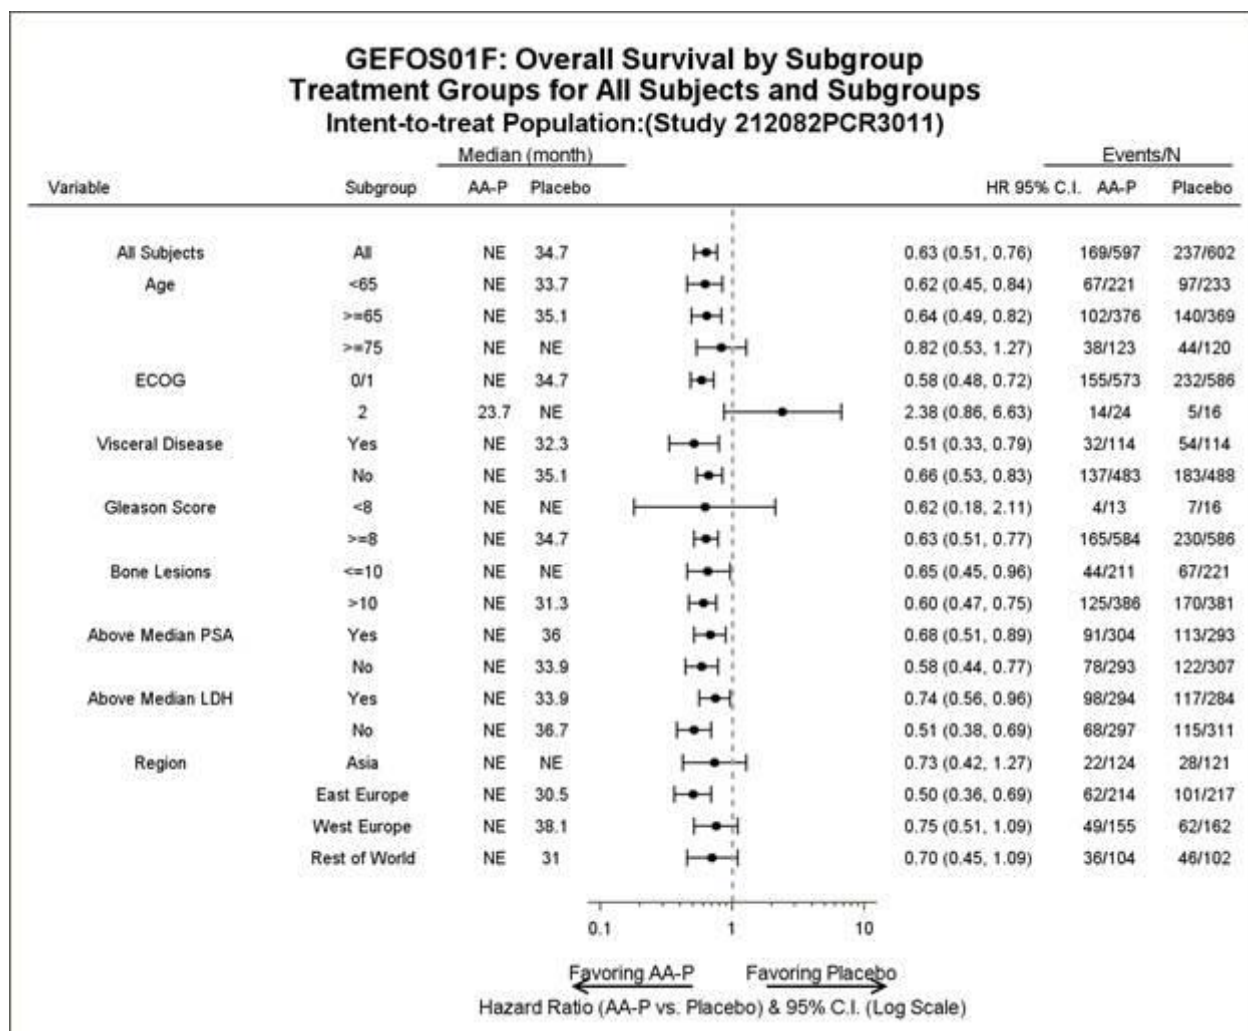 GEFOS01F: Overall Survival by Subgroup
Treatment Groups for All Subjects and Subgroups
Intent-to-treat Population:(Study 212082PCR3011)
Median (month) Events/N
Variable Subgroup AA-P Placebo HR 95% C.I. AA-P Placebo
All Subjects All NE 34.7 0.63 (0.51, 0.76) 169/597 237/602
Age <65 NE 33.7 0.62 (0.45, 0.84) 67/221 97/233
>=65 NE 35.1 0.64 (0.49, 0.82) 102/376 140/369
>=75 NE NE 0.82 (0.53, 1.27) 38/123 44/120
ECOG 0/1 NE 34.7 0.58 (0.48, 0.72) 155/573 232/586
2 23.7 NE 2.38 (0.86, 6.63) 14/24 5/16
Visceral Disease Yes NE 32.3 0.51 (0.33, 0.79) 32/114 54/114
No NE 35.1 0.66 (0.53, 0.83) 137/483 183/488
Gleason Score <8 NE NE 0.62 (0.18, 2.11) 4/13 7/16
>=8 NE 34.7 0.63 (0.51, 0.77) 165/584 230/586
Bone Lesions <=10 NE NE 0.65 (0.45, 0.96) 44/211 67/221
>10 NE 31.3 0.60 (0.47, 0.75) 125/386 170/381
Above Median PSA Yes NE 36 0.68 (0.51, 0.89) 91/304 113/293
No NE 33.9 0.58 (0.44, 0.77) 78/293 122/307
Above Median LDH Yes NE 33.9 0.74 (0.56, 0.96) 98/294 117/284
No NE 36.7 0.51 (0.38, 0.69) 68/297 115/311
Region Asia NE NE 0.73 (0.42, 1.27) 22/124 28/121
East Europe NE 30.5 0.50 (0.36, 0.69) 62/214 101/217
West Europe NE 38.1 0.75 (0.51, 1.09) 49/155 62/162
Rest of World NE 31 0.70 (0.45, 1.09) 36/104 46/102
0.1 1 10
Favoring AA-P Favoring Placebo
Hazard Ratio (AA-P vs. Placebo) & 95% C.I. (Log Scale)